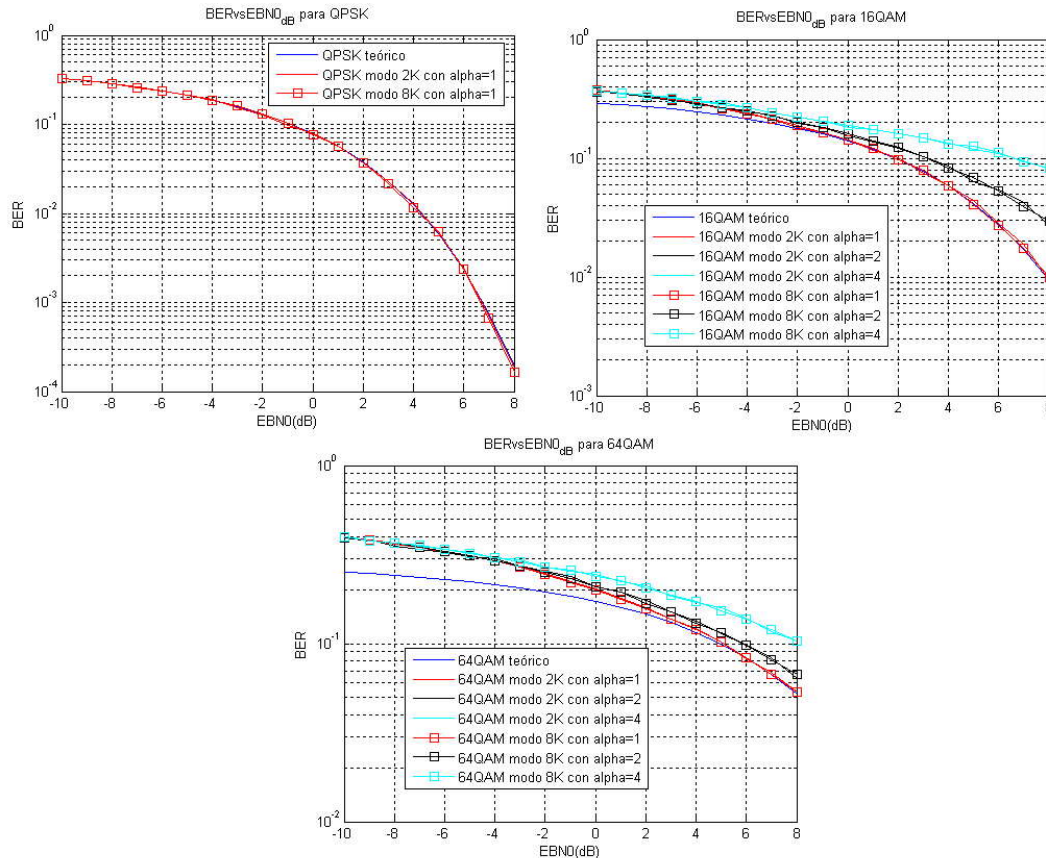 BERvsEBN0dB para QPSK
10^0
10^-1
10^-2
10^-3
10^-4
BER
QPSK teórico
QPSK modo 2K con alpha=1
QPSK modo 8K con alpha=1
-10 -8 -6 -4 -2 0 2 4 6 8
EBN0(dB)
BERvsEBN0dB para 16QAM
10^0
10^-1
10^-2
10^-3
BER
16QAM teórico
16QAM modo 2K con alpha=1
16QAM modo 2K con alpha=2
16QAM modo 2K con alpha=4
16QAM modo 8K con alpha=1
16QAM modo 8K con alpha=2
16QAM modo 8K con alpha=4
-10 -8 -6 -4 -2 0 2 4 6 8
EBN0(dB)
BERvsEBN0dB para 64QAM
10^0
10^-1
10^-2
BER
64QAM teórico
64QAM modo 2K con alpha=1
64QAM modo 2K con alpha=2
64QAM modo 2K con alpha=4
64QAM modo 8K con alpha=1
64QAM modo 8K con alpha=2
64QAM modo 8K con alpha=4
-10 -8 -6 -4 -2 0 2 4 6 8
EBN0(dB)